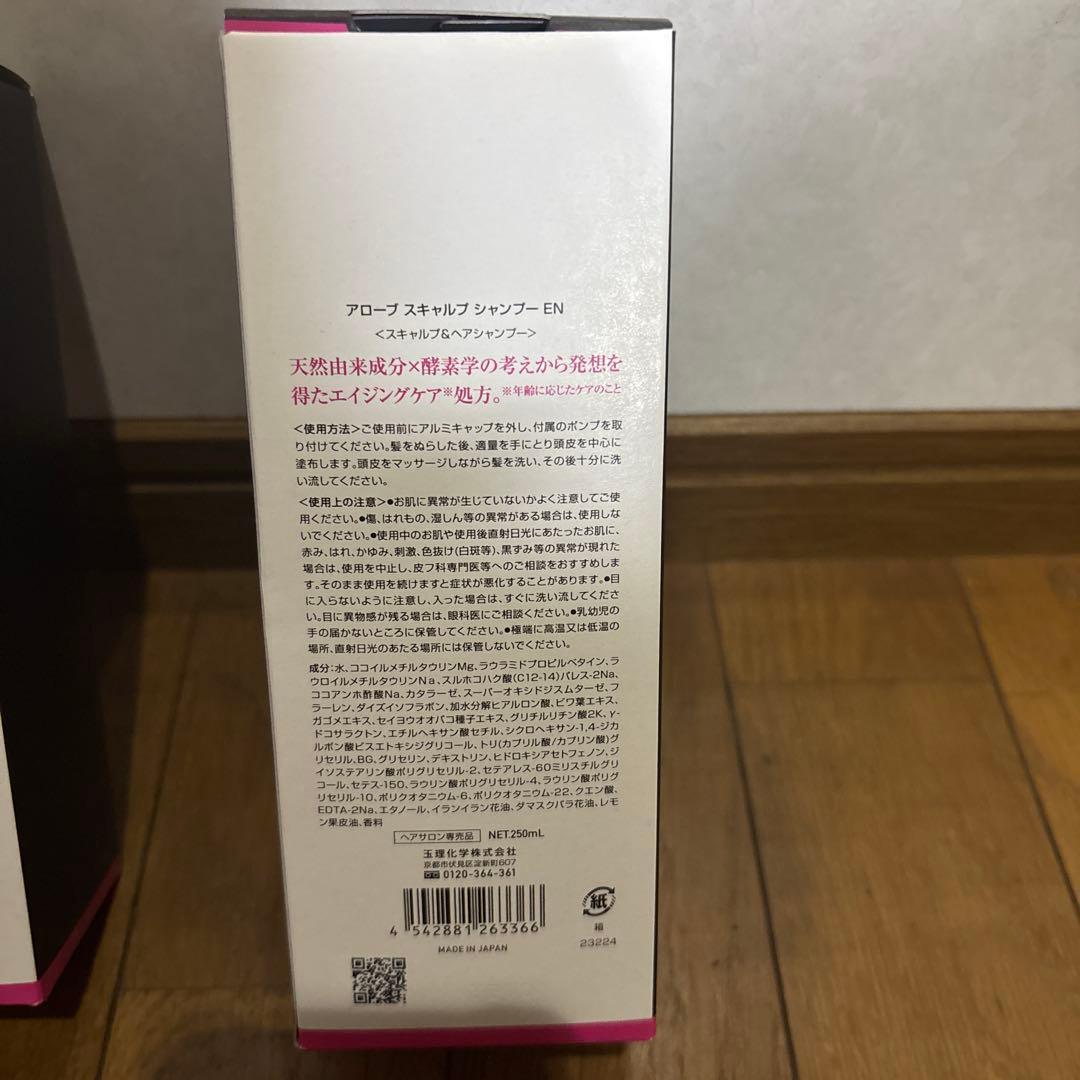 アローブ スキャルプ シャンプー EN
<スキャルプ&ヘアシャンプー>
天然由来成分×酵素学の考えから発想を
得たエイジングケア※処方。※年齢に応じたケアのこと
<使用方法>ご使用前にアルミキャップを外し、付属のポンプを取
り付けてください。髪をぬらした後、適量を手にとり頭皮を中心に
塗布します。頭皮をマッサージしながら髪を洗い、その後十分に洗
い流してください。
<使用上の注意>●お肌に異常が生じていないかよく注意してご使
用ください。●傷、はれもの、湿しん等の異常がある場合は、使用しな
いでください。●使用中のお肌や使用後直射日光にあたったお肌に、
赤み、はれ、かゆみ、刺激、色抜け(白斑等)、黒ずみ等の異常が現れた
場合は、使用を中止し、皮フ科専門医等へのご相談をおすすめしま
す。そのまま使用を続けますと症状が悪化することがあります。●目
に入らないように注意し、入った場合は、すぐに洗い流してくださ
い。目に異物感が残る場合は、眼科医にご相談ください。●乳幼児の
手の届かないところに保管してください。●極端に高温又は低温の
場所、直射日光のあたる場所には保管しないでください。
成分:水、ココイルメチルタウリンMg、ラウラミドプロピルベタイン、ラ
ウロイルメチルタウリンNa、スルホコハク酸(C12-14)パレス-2Na、
ココアンホ酢酸Na、カタラーゼ、スーパーオキシドジスムターゼ、フ
ラーレン、ダイズイソフラボン、加水分解ヒアルロン酸、ビワ葉エキス、
ガゴメエキス、セイヨウオオバコ種子エキス、グリチルリチン酸2K、γ-
ドコサラクトン、エチルヘキサン酸セチル、シクロヘキサン-1,4-ジカ
ルボン酸ビスエトキシジグリコール、トリ(カプリル酸/カプリン酸)グ
リセリル、BG、グリセリン、デキストリン、ヒドロキシアセトフェノン、ジ
イソステアリン酸ポリグリセリル-2、セテアレス-60ミリスチルグリ
コール、セテス-150、ラウリン酸ポリグリセリル-4、ラウリン酸ポリグ
リセリル-10、ポリクオタニウム-6、ポリクオタニウム-22、クエン酸、
EDTA-2Na、エタノール、イランイラン花油、ダマスクバラ花油、レモ
ン果皮油、香料
ヘアサロン専売品 NET.250mL
玉理化学株式会社
京都市伏見区淀新町607
0120-364-361
4 542881 263366
MADE IN JAPAN
紙
箱
23224